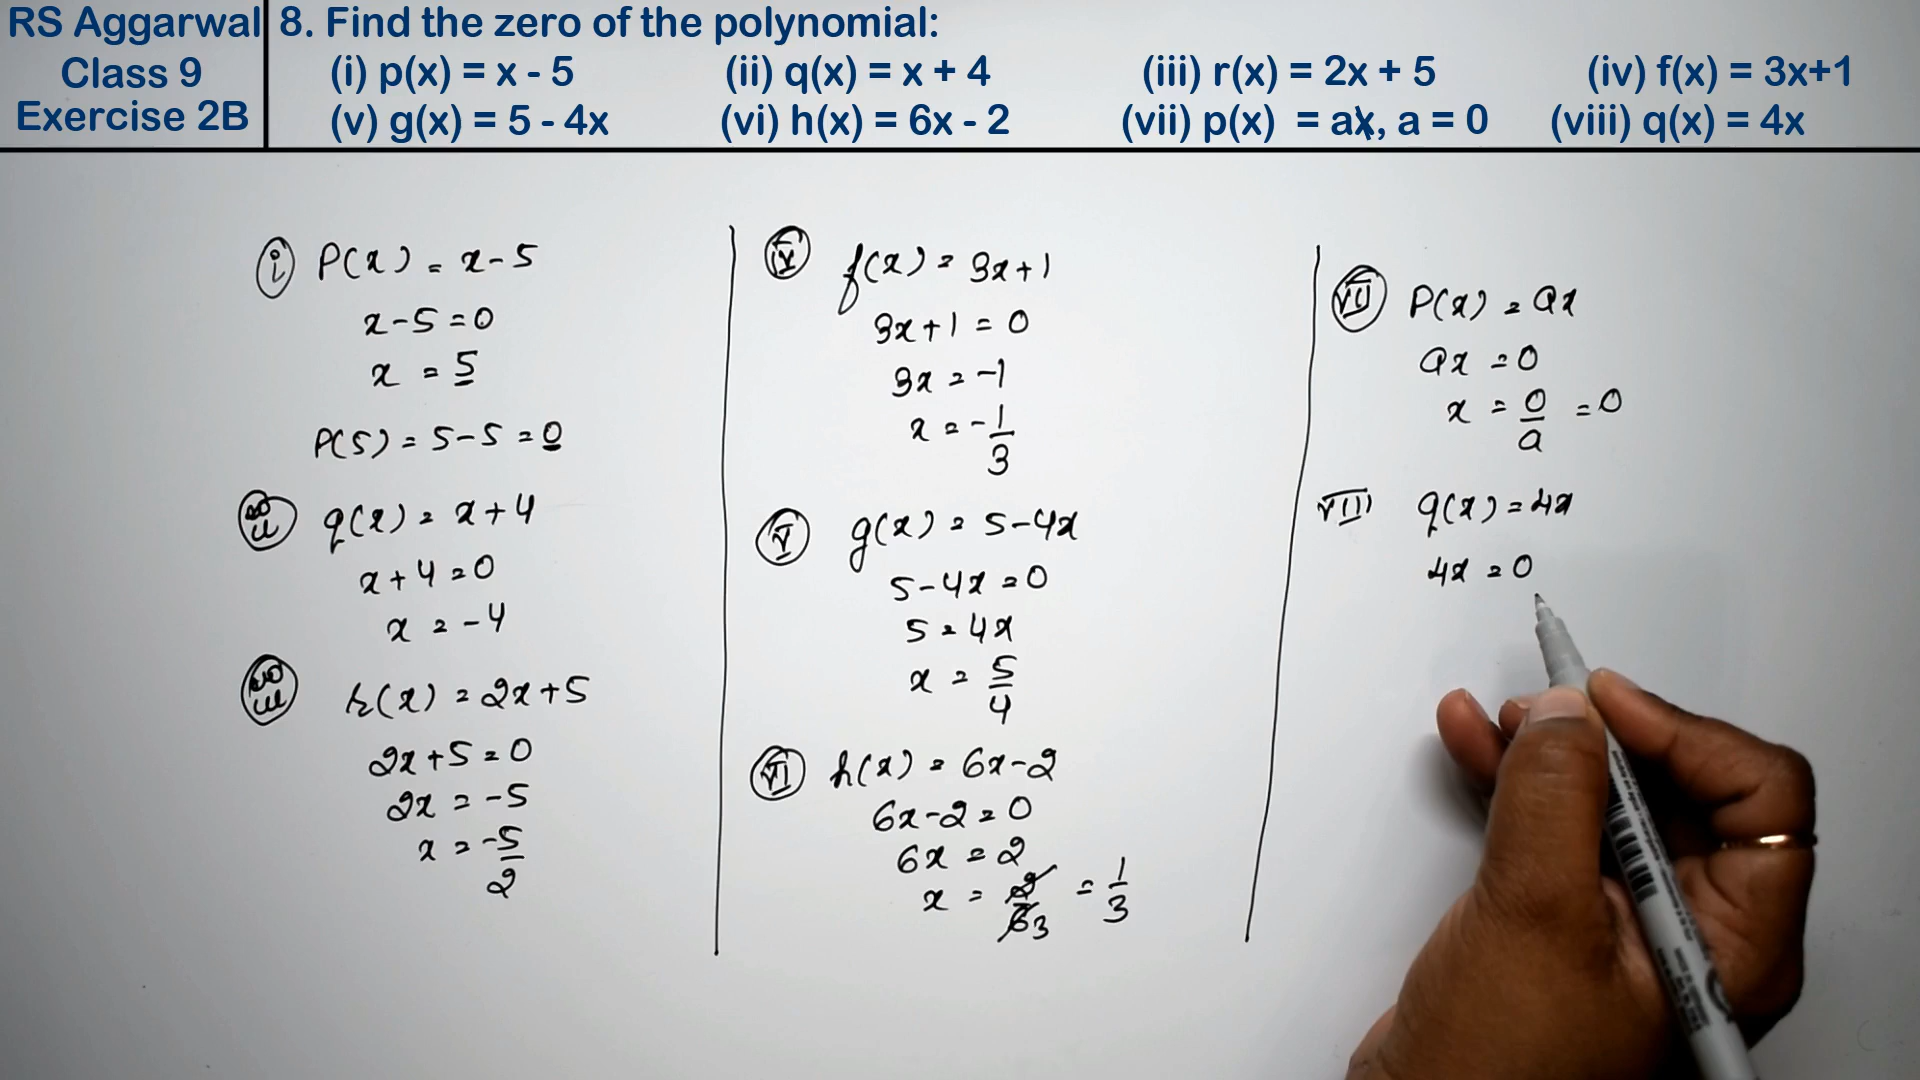 RS Aggarwal
Class 9
Exercise 2B
8. Find the zero of the polynomial:
(i) p(x) = x - 5 (ii) q(x) = x + 4 (iii) r(x) = 2x + 5 (iv) f(x) = 3x+1
(v) g(x) = 5 - 4x (vi) h(x) = 6x - 2 (vii) p(x) = ax, a = 0 (viii) q(x) = 4x
(i) P(x) = x-5
x-5=0
x = 5
P(5) = 5-5 = 0
(ii) q(x) = x+4
x+4=0
x = -4
(iii) r(x) = 2x+5
2x+5=0
2x = -5
x = -5/2
(iv) f(x) = 3x+1
3x+1 = 0
3x = -1
x = -1/3
(v) g(x) = 5-4x
5-4x=0
5=4x
x = 5/4
(vi) h(x) = 6x-2
6x-2=0
6x = 2
x = 2/6 3 = 1/3
(vii) P(x) = ax
ax = 0
x = 0/a = 0
viii q(x) = 4x
4x = 0